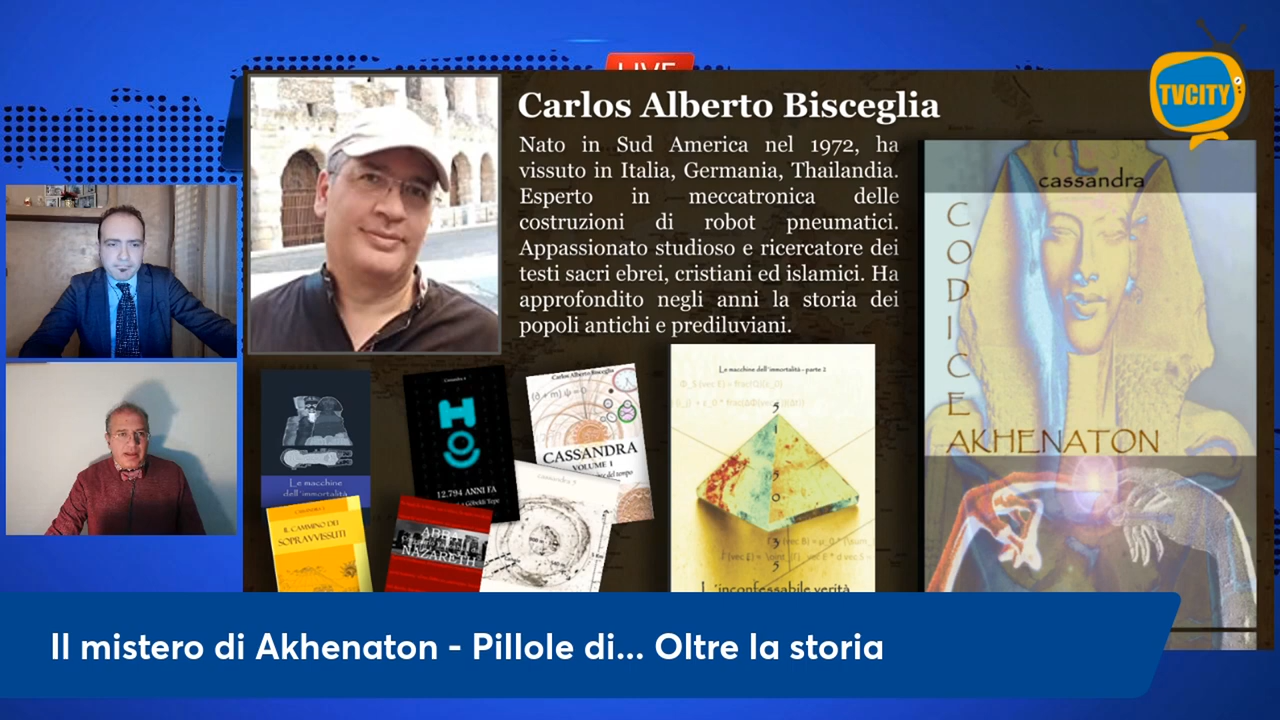 LIVE
TVCITY
Carlos Alberto Bisceglia
Nato in Sud America nel 1972, ha
vissuto in Italia, Germania, Thailandia.
Esperto in meccatronica delle
costruzioni di robot pneumatici.
Appassionato studioso e ricercatore dei
testi sacri ebrei, cristiani ed islamici. Ha
approfondito negli anni la storia dei
popoli antichi e prediluviani.
cassandra
CODICE
AKHENATON
Le macchine
dell'immortalità
12.794 ANNI FA
Carlos Alberto Bisceglia
CASSANDRA
VOLUME 1
IL CAMMINO DEI
SOPRAVVISSUTI
ABBA
NAZARETH
cassandra 7
Le macchine dell'immortalità - parte 2
L'inconfessabile verità
Il mistero di Akhenaton - Pillole di... Oltre la storia